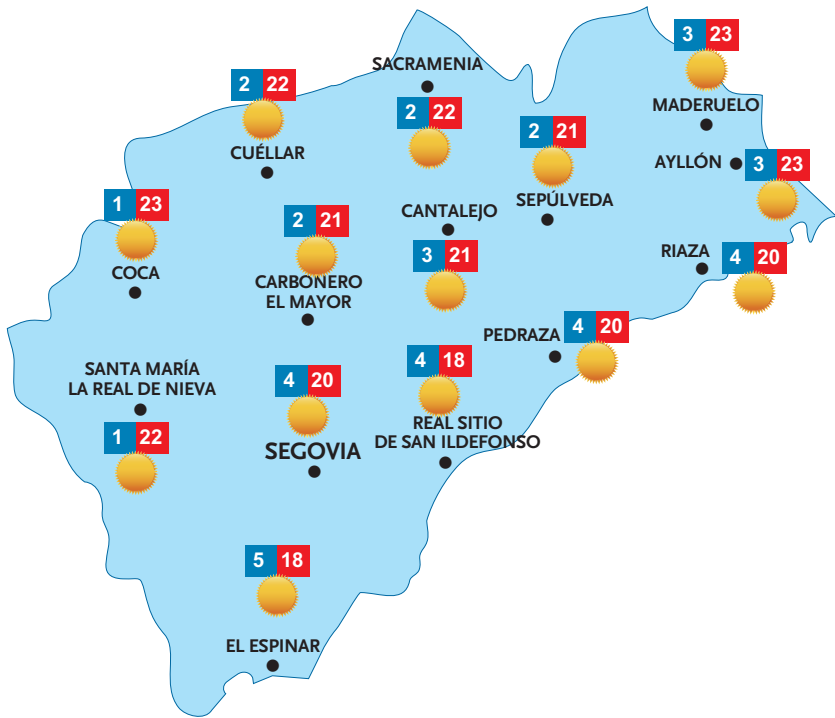 3 23
MADERUELO
SACRAMENIA
2 22
2 22
CUÉLLAR
2 21
SEPÚLVEDA
AYLLÓN
3 23
1 23
COCA
2 21
CARBONERO
EL MAYOR
CANTALEJO
3 21
RIAZA
4 20
PEDRAZA
4 20
SANTA MARÍA
LA REAL DE NIEVA
1 22
4 20
SEGOVIA
4 18
REAL SITIO
DE SAN ILDEFONSO
5 18
EL ESPINAR